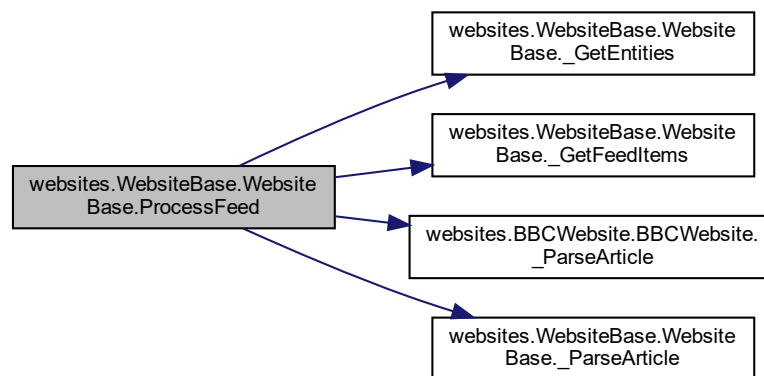 websites.WebsiteBase.Website
Base._GetEntities
websites.WebsiteBase.Website
Base._GetFeedItems
websites.WebsiteBase.Website
Base.ProcessFeed
websites.BBCWebsite.BBCWebsite.
_ParseArticle
websites.WebsiteBase.Website
Base._ParseArticle